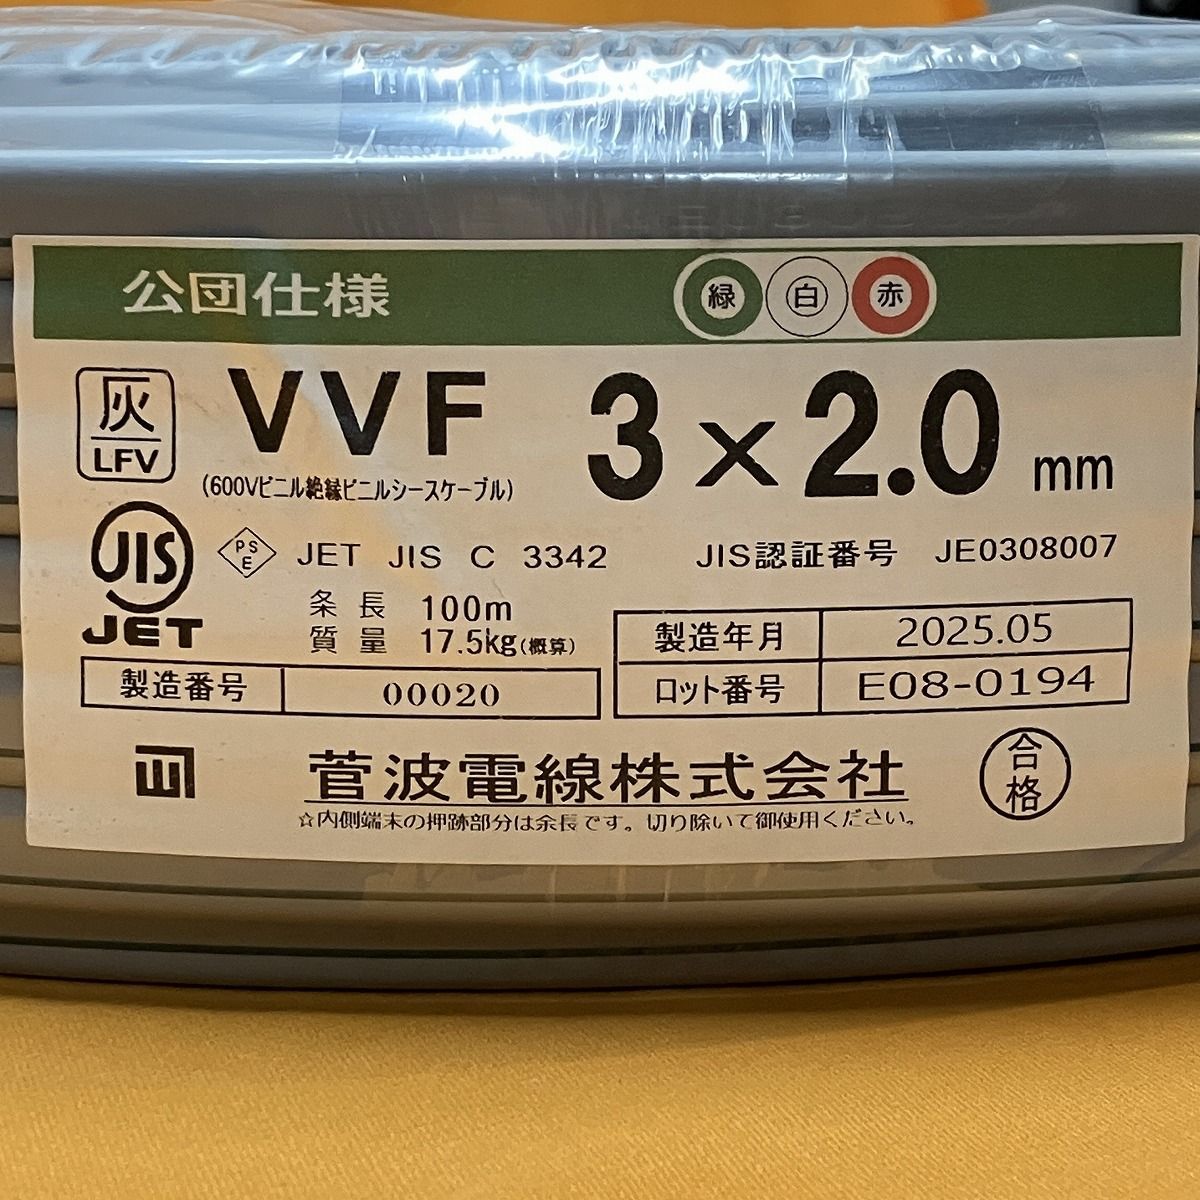 公団仕様 緑 白 赤
灰 VVF 3×2.0 mm
LFV (600Vビニル絶縁ビニルシースケーブル)
JIS PSE JET JIS C 3342 JIS認証番号 JE0308007
JET
条長 100m
質量 17.5kg(概算)
製造年月 2025.05
製造番号 00020
ロット番号 E08-0194
菅波電線株式会社 合格
☆内側端末の押跡部分は余長です。切り除いて御使用ください。